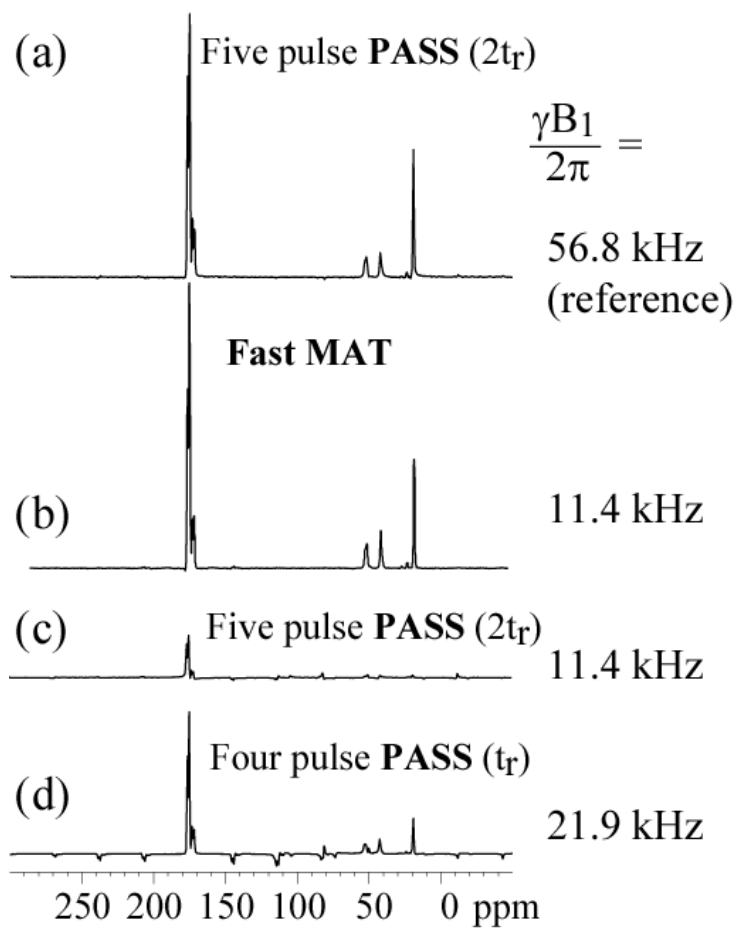 (a)
Five pulse PASS (2tr)
γB1
2π
=
56.8 kHz
(reference)
Fast MAT
(b)
11.4 kHz
(c)
Five pulse PASS (2tr)
11.4 kHz
Four pulse PASS (tr)
(d)
21.9 kHz
250 200 150 100 50 0 ppm